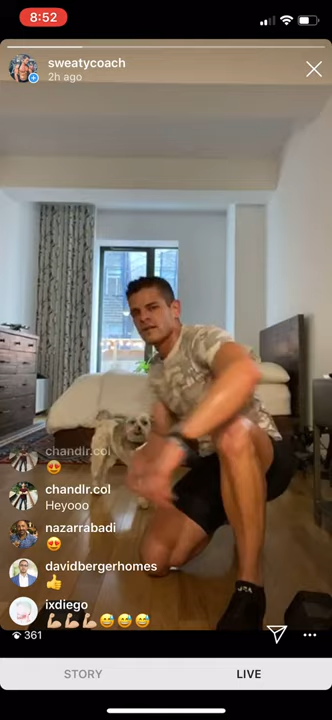 8:52
sweatycoach
2h ago
chandlr.col
chandlr.col
Heyooo
nazarrabadi
davidbergerhomes
ixdiego
361
STORY
LIVE